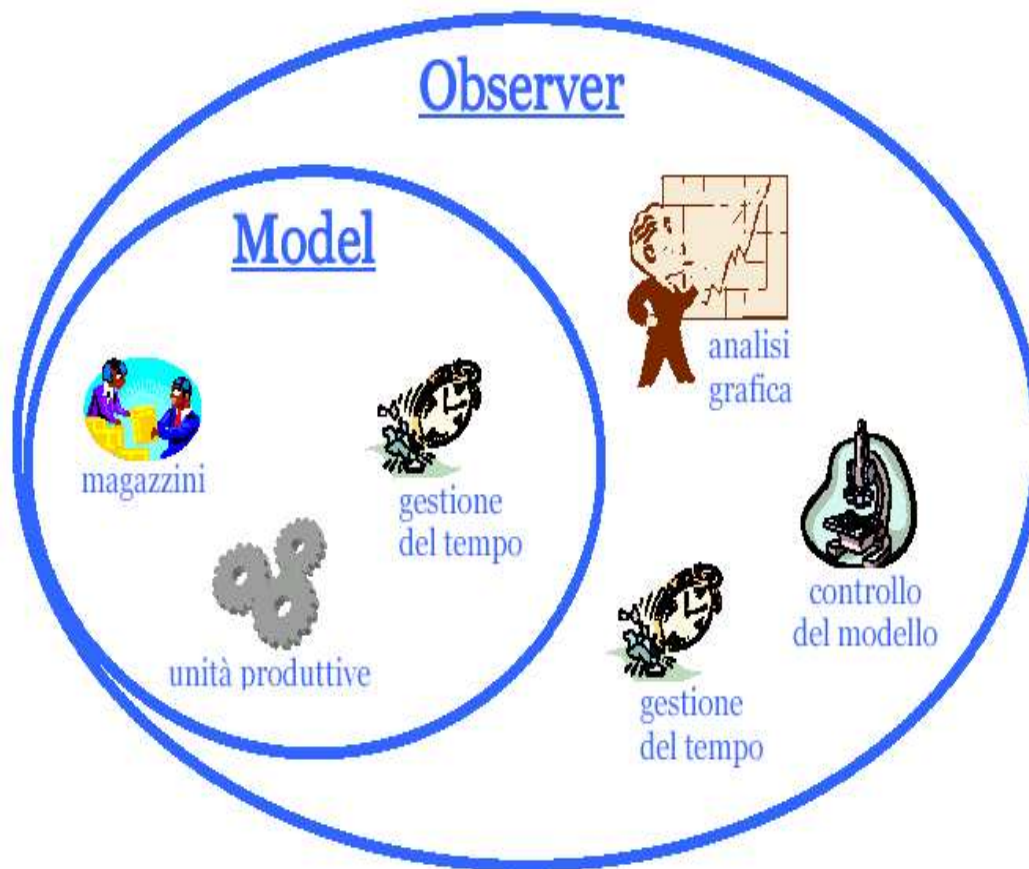 Observer
Model
analisi
grafica
magazzini
gestione
del tempo
unità produttive
controllo
del modello
gestione
del tempo